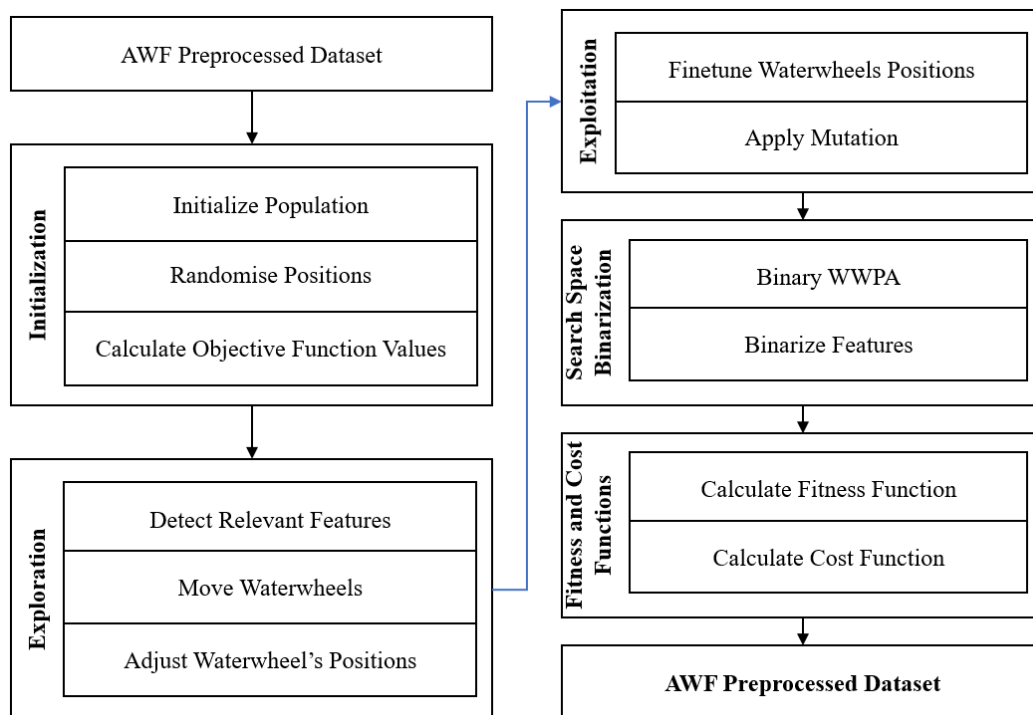 AWF Preprocessed Dataset
Initialization
Initialize Population
Randomise Positions
Calculate Objective Function Values
Exploration
Detect Relevant Features
Move Waterwheels
Adjust Waterwheel’s Positions
Exploitation
Finetune Waterwheels Positions
Apply Mutation
Search Space
Binarization
Binary WWPA
Binarize Features
Fitness and Cost
Functions
Calculate Fitness Function
Calculate Cost Function
AWF Preprocessed Dataset